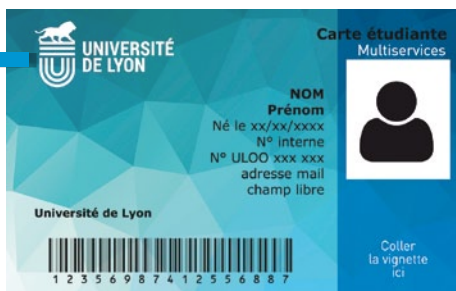 UNIVERSITÉ
DE LYON
Carte étudiante
Multiservices
NOM
Prénom
Né le xx/xx/xxxx
N° interne
N° ULOO xxx xxx
adresse mail
champ libre
Université de Lyon
1 2 3 5 6 9 8 7 4 1 2 5 5 6 8 8 7
Coller
la vignette
ici